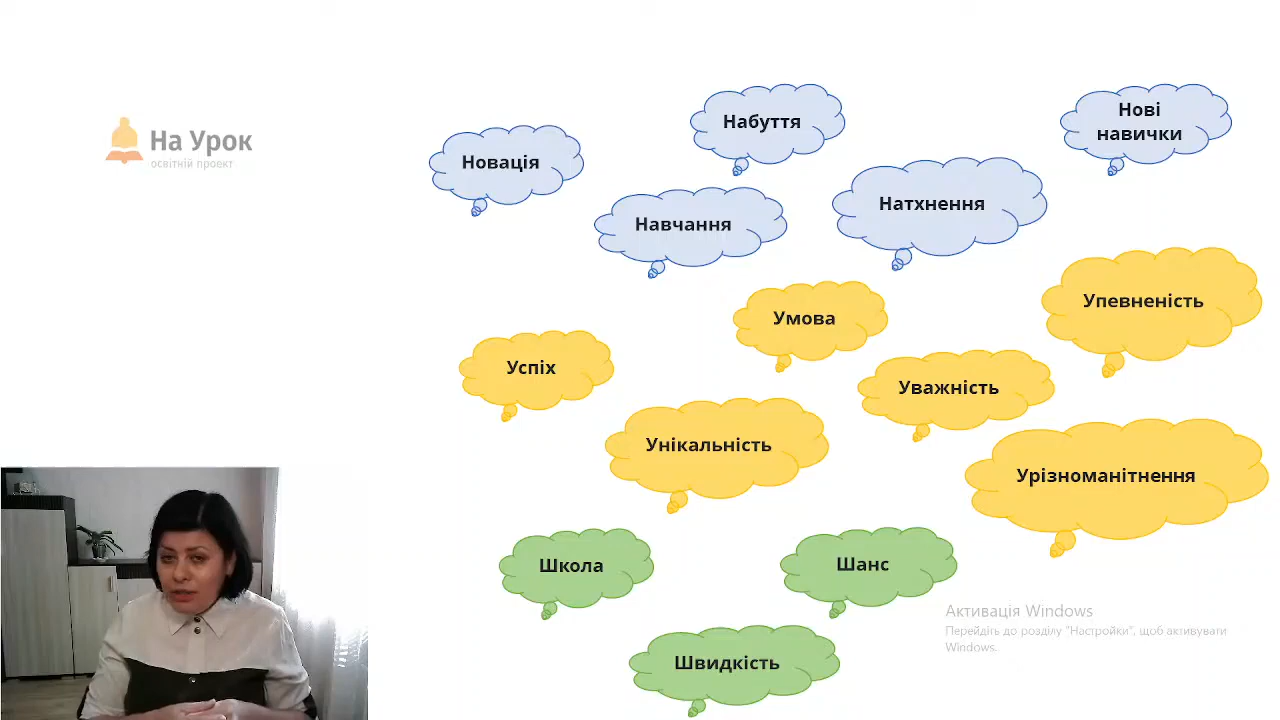 На Урок
освітній проект
Новація
Набуття
Нові
навички
Навчання
Натхнення
Умова
Упевненість
Успіх
Уважність
Унікальність
Урізноманітнення
Школа
Шанс
Швидкість
Активація Windows
Перейдіть до розділу "Настройки", щоб активувати
Windows.